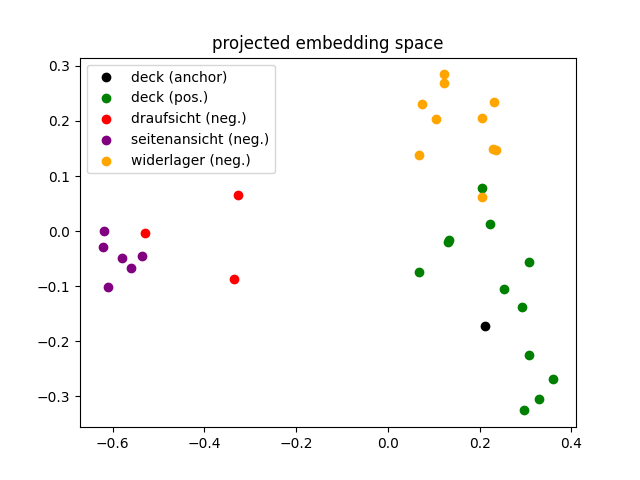 projected embedding space
deck (anchor)
deck (pos.)
draufsicht (neg.)
seitenansicht (neg.)
widerlager (neg.)
0.3
0.2
0.1
0.0
−0.1
−0.2
−0.3
−0.6 −0.4 −0.2 0.0 0.2 0.4